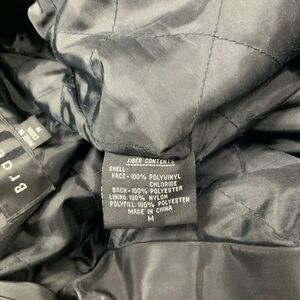 FIBER CONTENTS
SHELL:
FACE-100% POLYVINYL
CHLORIDE
BACK-100% POLYESTER
LINING:100% NYLON
POLYFILL:100% POLYESTER
MADE IN CHINA
M